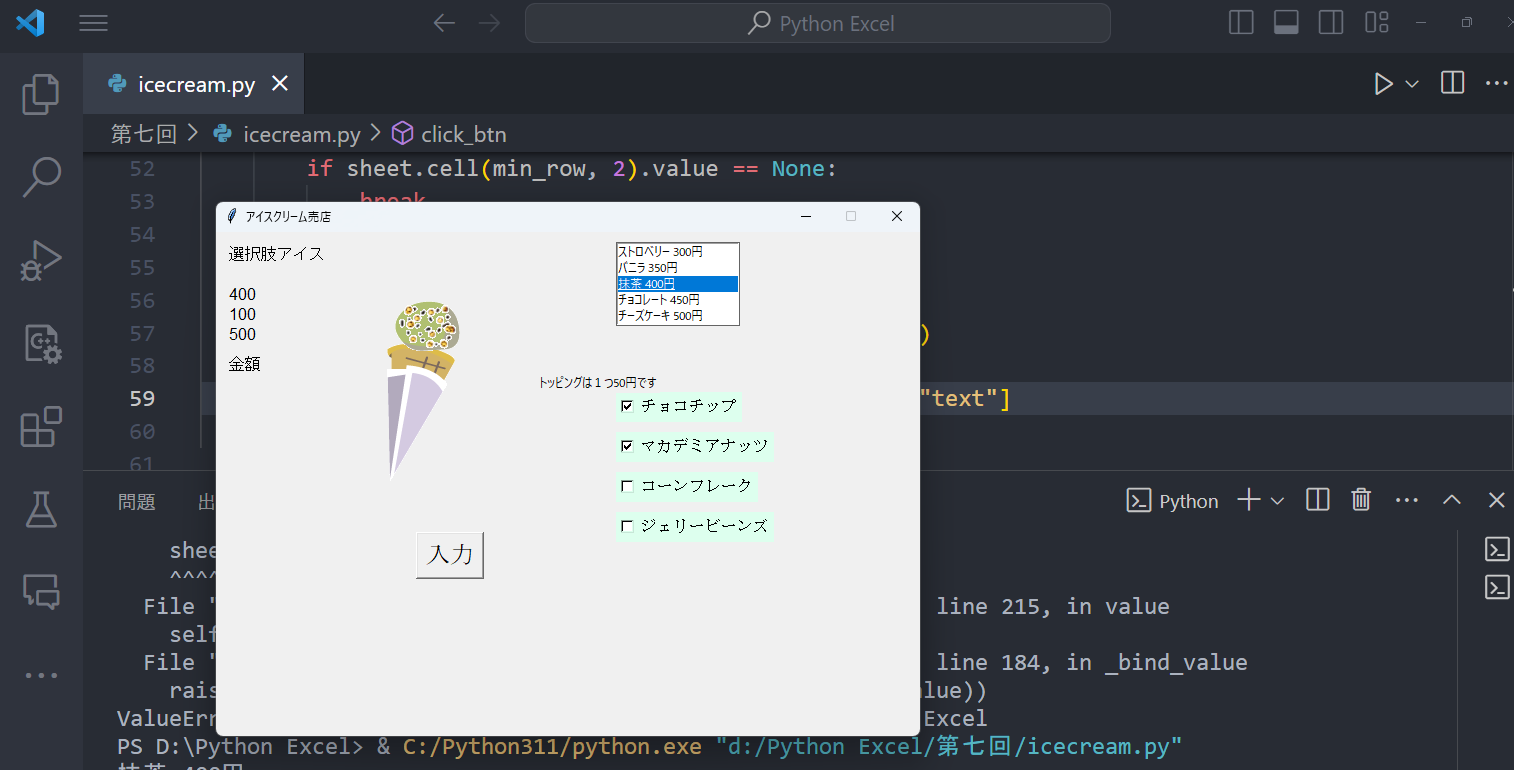 Python Excel
icecream.py
第七回 > icecream.py > click_btn
52 if sheet.cell(min_row, 2).value == None:
53 break
54
55
56
57 )
58
59 "text"]
60
61
アイスクリーム売店
選択肢アイス
400
100
500
金額
ストロベリー 300円
バニラ 350円
抹茶 400円
チョコレート 450円
チーズケーキ 500円
トッピングは１つ50円です
チョコチップ
マカデミアナッツ
コーンフレーク
ジェリービーンズ
入力
問題 出
Python
shee
^^^^
File " line 215, in value
self
File " line 184, in _bind_value
rais lue))
ValueErr Excel
PS D:\Python Excel> & C:/Python311/python.exe "d:/Python Excel/第七回/icecream.py"
抹茶 400円